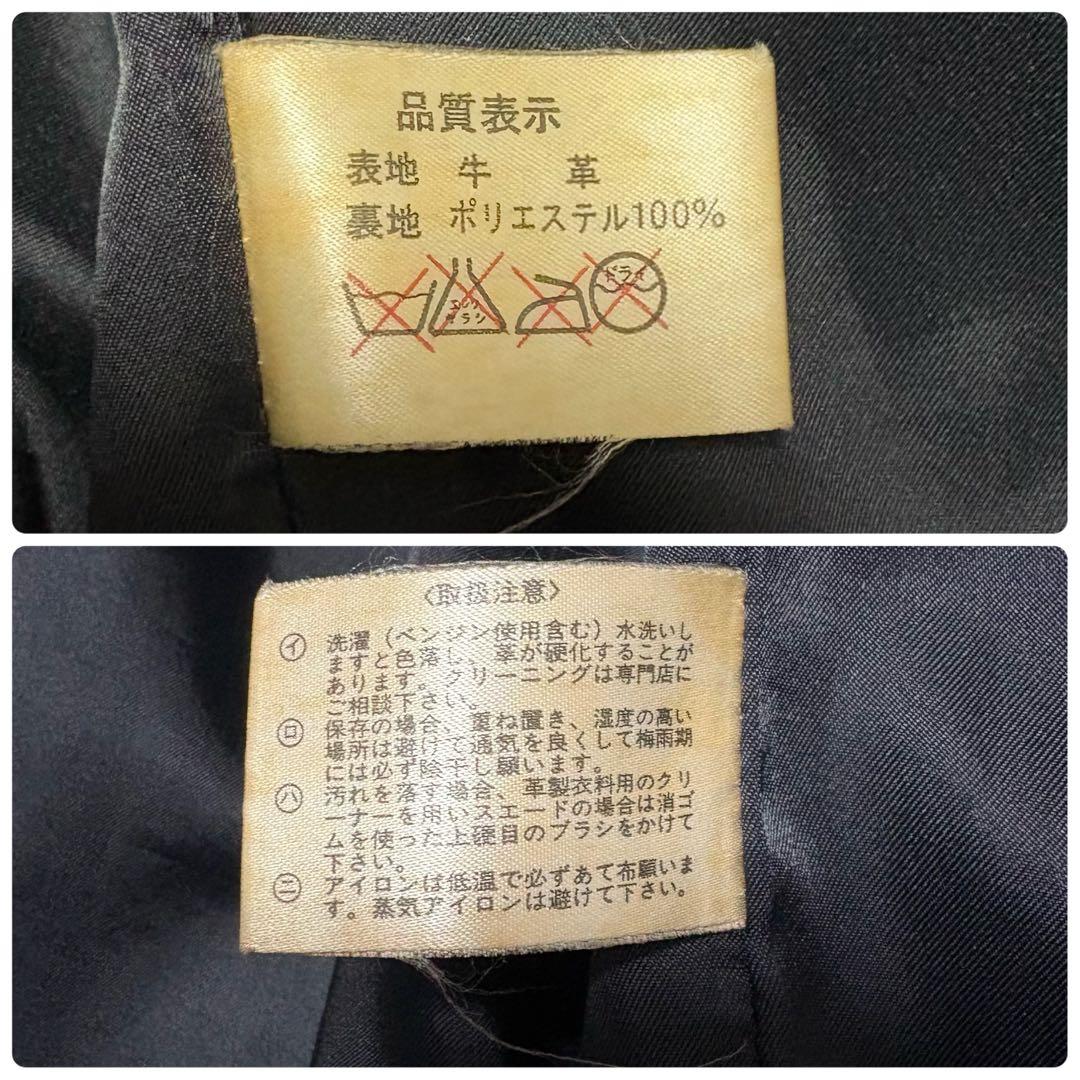 品質表示
表地 牛 革
裏地 ポリエステル100%
エンソ
サラシ
ドライ
〈取扱注意〉
イ 洗濯(ベンジン使用含む)水洗いし
ますと色落し、革が硬化することが
あります。クリーニングは専門店に
ご相談下さい。
ロ 保存の場合、重ね置き、湿度の高い
場所は避けて通気を良くして梅雨期
には必ず除干し願います。
ハ 汚れを落す場合、革製衣料用のクリ
ーナーを用いスエードの場合は消ゴ
ムを使った上硬目のブラシをかけて
下さい。
ニ アイロンは低温で必ずあて布願いま
す。蒸気アイロンは避けて下さい。